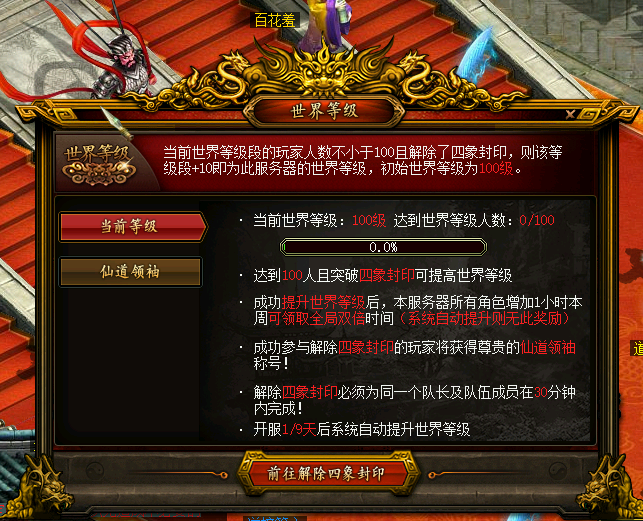 百花羞
世界等级
世界等级
当前世界等级段的玩家人数不小于100且解除了四象封印，则该等
级段+10即为此服务器的世界等级，初始世界等级为100级。
当前等级
仙道领袖
· 当前世界等级：100级 达到世界等级人数：0/100
0.0%
· 达到100人且突破四象封印可提高世界等级
· 成功提升世界等级后，本服务器所有角色增加1小时本
周可领取全局双倍时间（系统自动提升则无此奖励）
· 成功参与解除四象封印的玩家将获得尊贵的仙道领袖
称号！
· 解除四象封印必须为同一个队长及队伍成员在30分钟
内完成！
· 开服1/9天后系统自动提升世界等级
道
前往解除四象封印